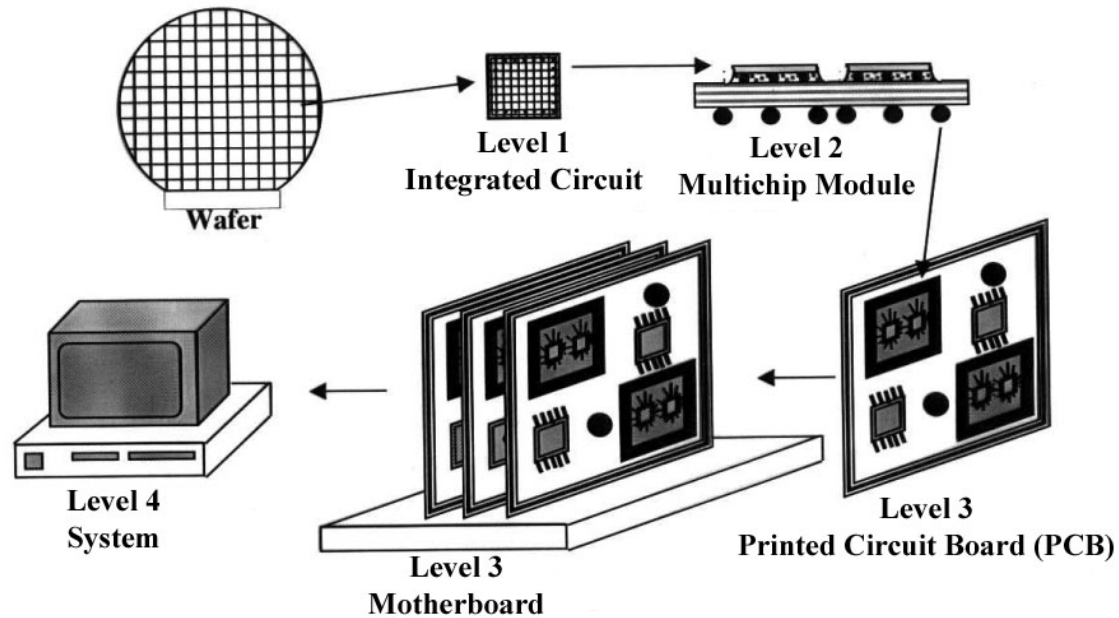 Wafer
Level 1
Integrated Circuit
Level 2
Multichip Module
Level 4
System
Level 3
Motherboard
Level 3
Printed Circuit Board (PCB)